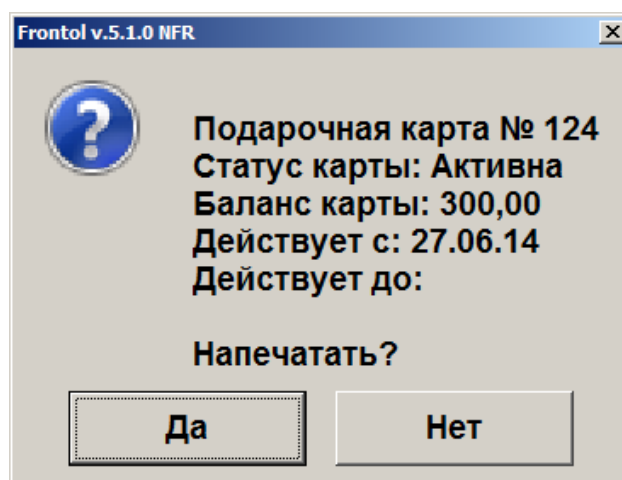 Frontol v.5.1.0 NFR
Подарочная карта № 124
Статус карты: Активна
Баланс карты: 300,00
Действует с: 27.06.14
Действует до:
Напечатать?
Да
Нет